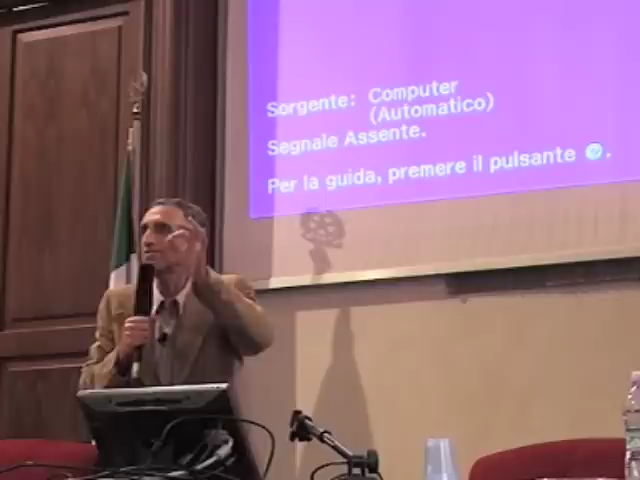 Sorgente: Computer
(Automatico)
Segnale Assente.
Per la guida, premere il pulsante .